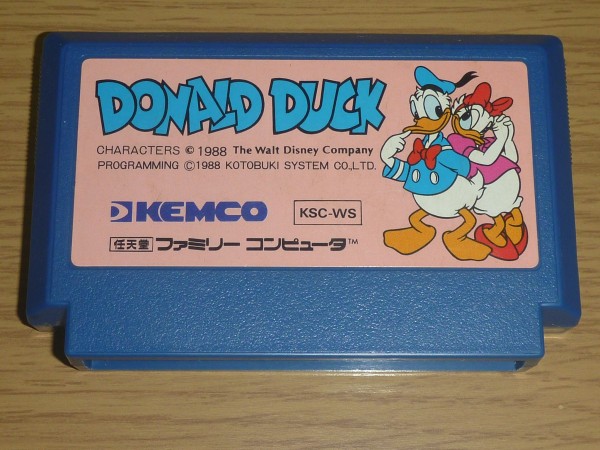 DONALD DUCK
CHARACTERS © 1988 The Walt Disney Company
PROGRAMMING ©1988 KOTOBUKI SYSTEM CO.,LTD.
KEMCO KSC-WS
任天堂 ファミリー コンピュータ™